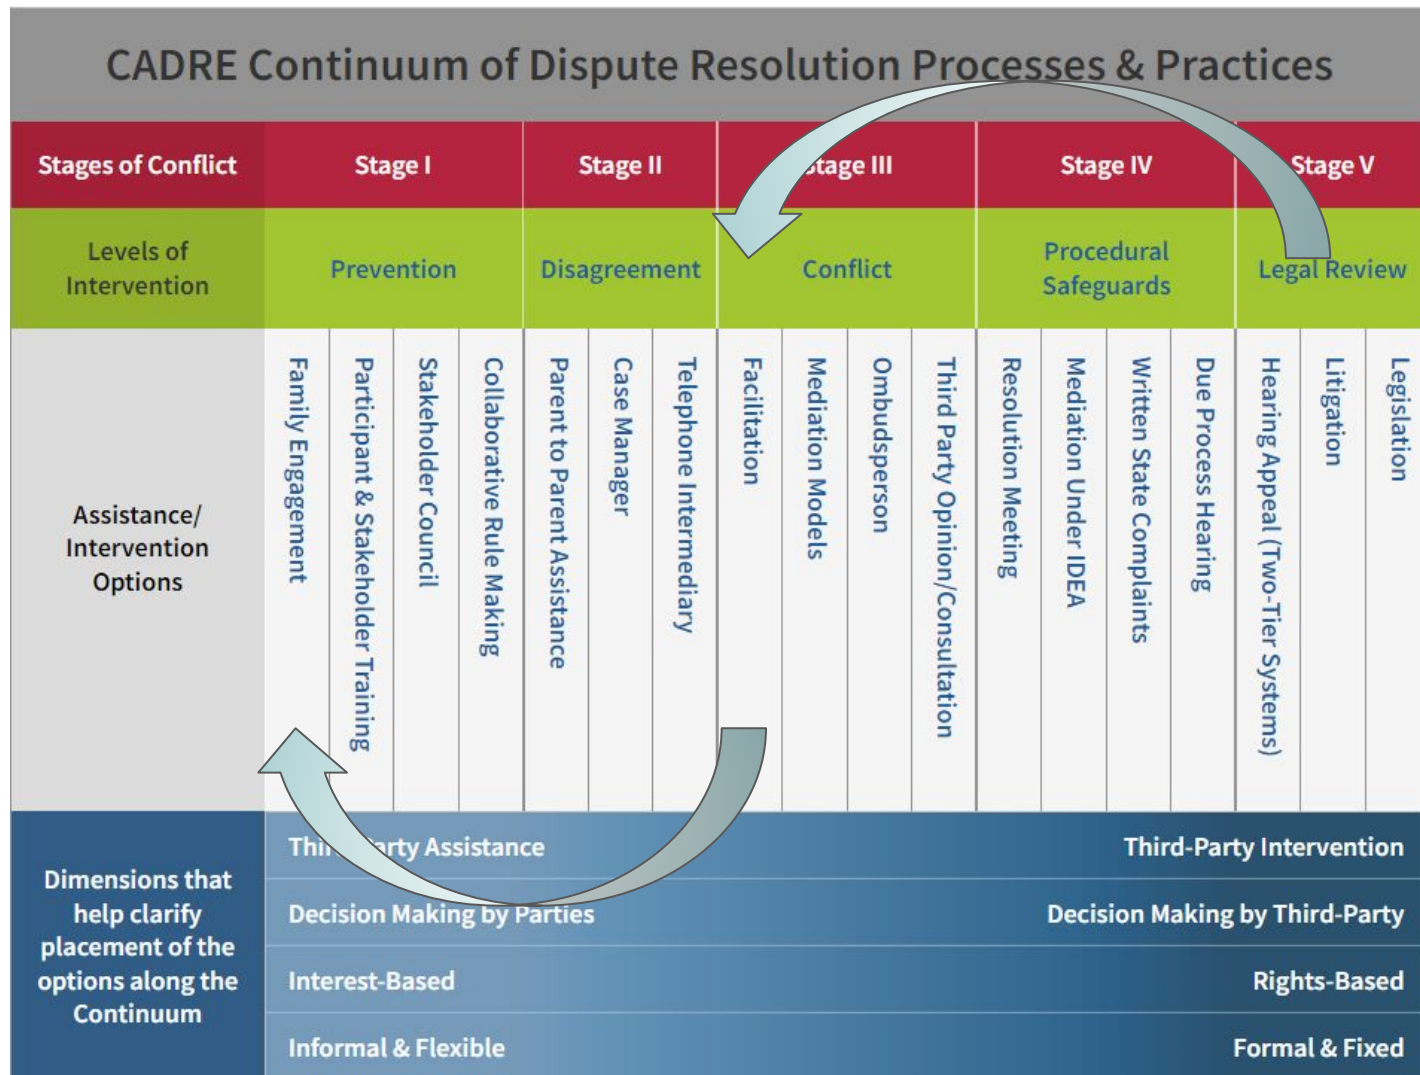 CADRE Continuum of Dispute Resolution Processes & Practices
Stages of Conflict
Stage I
Stage II
Stage III
Stage IV
Stage V
Levels of
Intervention
Prevention
Disagreement
Conflict
Procedural
Safeguards
Legal Review
Assistance/
Intervention
Options
Family Engagement
Participant & Stakeholder Training
Stakeholder Council
Collaborative Rule Making
Parent to Parent Assistance
Case Manager
Telephone Intermediary
Facilitation
Mediation Models
Ombudsperson
Third Party Opinion/Consultation
Resolution Meeting
Mediation Under IDEA
Written State Complaints
Due Process Hearing
Hearing Appeal (Two-Tier Systems)
Litigation
Legislation
Dimensions that
help clarify
placement of the
options along the
Continuum
Third-Party Assistance
Third-Party Intervention
Decision Making by Parties
Decision Making by Third-Party
Interest-Based
Rights-Based
Informal & Flexible
Formal & Fixed